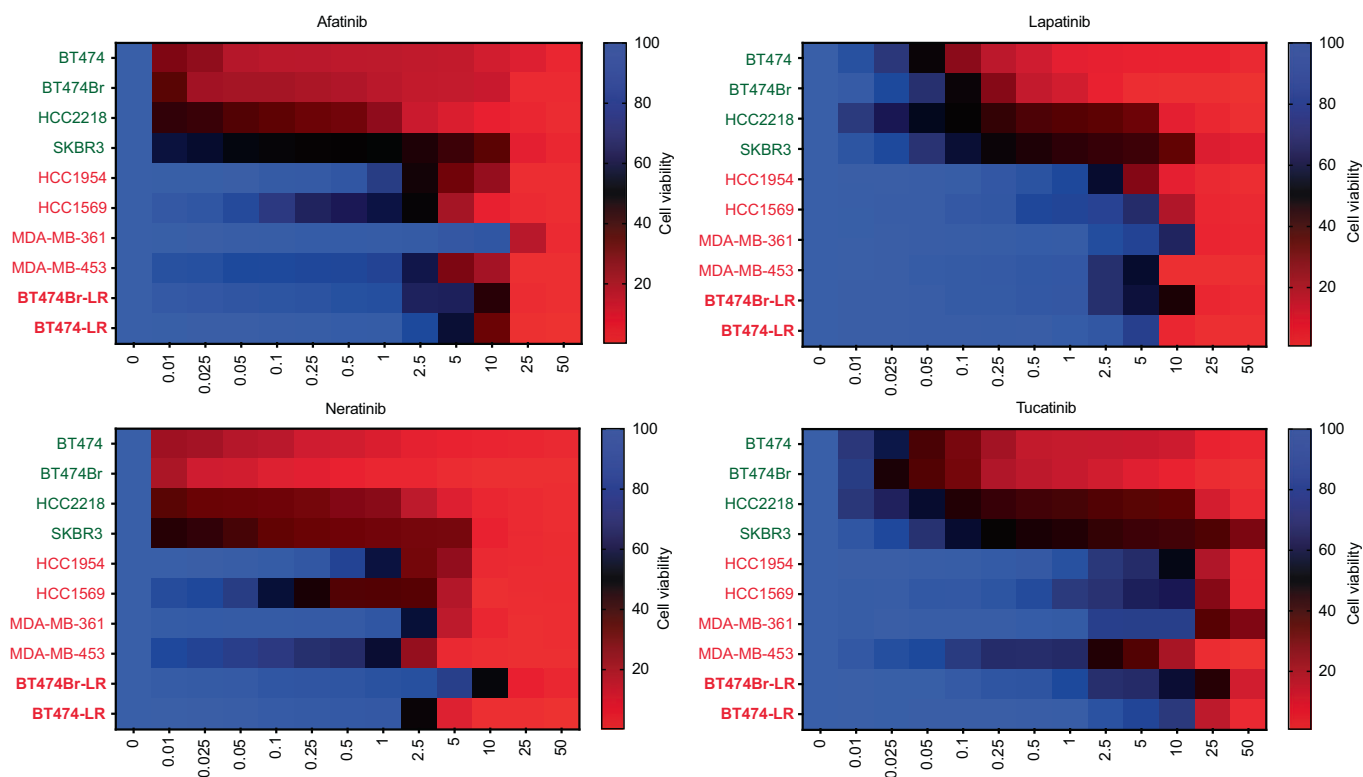 Afatinib
BT474
BT474Br
HCC2218
SKBR3
HCC1954
HCC1569
MDA-MB-361
MDA-MB-453
BT474Br-LR
BT474-LR
0 0.01 0.025 0.05 0.1 0.25 0.5 1 2.5 5 10 25 50
100
80
60
40
20
Cell viability
Lapatinib
BT474
BT474Br
HCC2218
SKBR3
HCC1954
HCC1569
MDA-MB-361
MDA-MB-453
BT474Br-LR
BT474-LR
0 0.01 0.025 0.05 0.1 0.25 0.5 1 2.5 5 10 25 50
100
80
60
40
20
Cell viability
Neratinib
BT474
BT474Br
HCC2218
SKBR3
HCC1954
HCC1569
MDA-MB-361
MDA-MB-453
BT474Br-LR
BT474-LR
0 0.01 0.025 0.05 0.1 0.25 0.5 1 2.5 5 10 25 50
100
80
60
40
20
Cell viability
Tucatinib
BT474
BT474Br
HCC2218
SKBR3
HCC1954
HCC1569
MDA-MB-361
MDA-MB-453
BT474Br-LR
BT474-LR
0 0.01 0.025 0.05 0.1 0.25 0.5 1 2.5 5 10 25 50
100
80
60
40
20
Cell viability